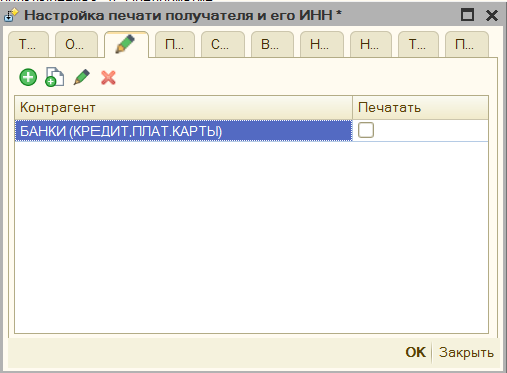 Настройка печати получателя и его ИНН *
Т... О... П... С... В... Н... Н... Т... П...
Контрагент Печатать
БАНКИ (КРЕДИТ,ПЛАТ.КАРТЫ)
OK Закрыть